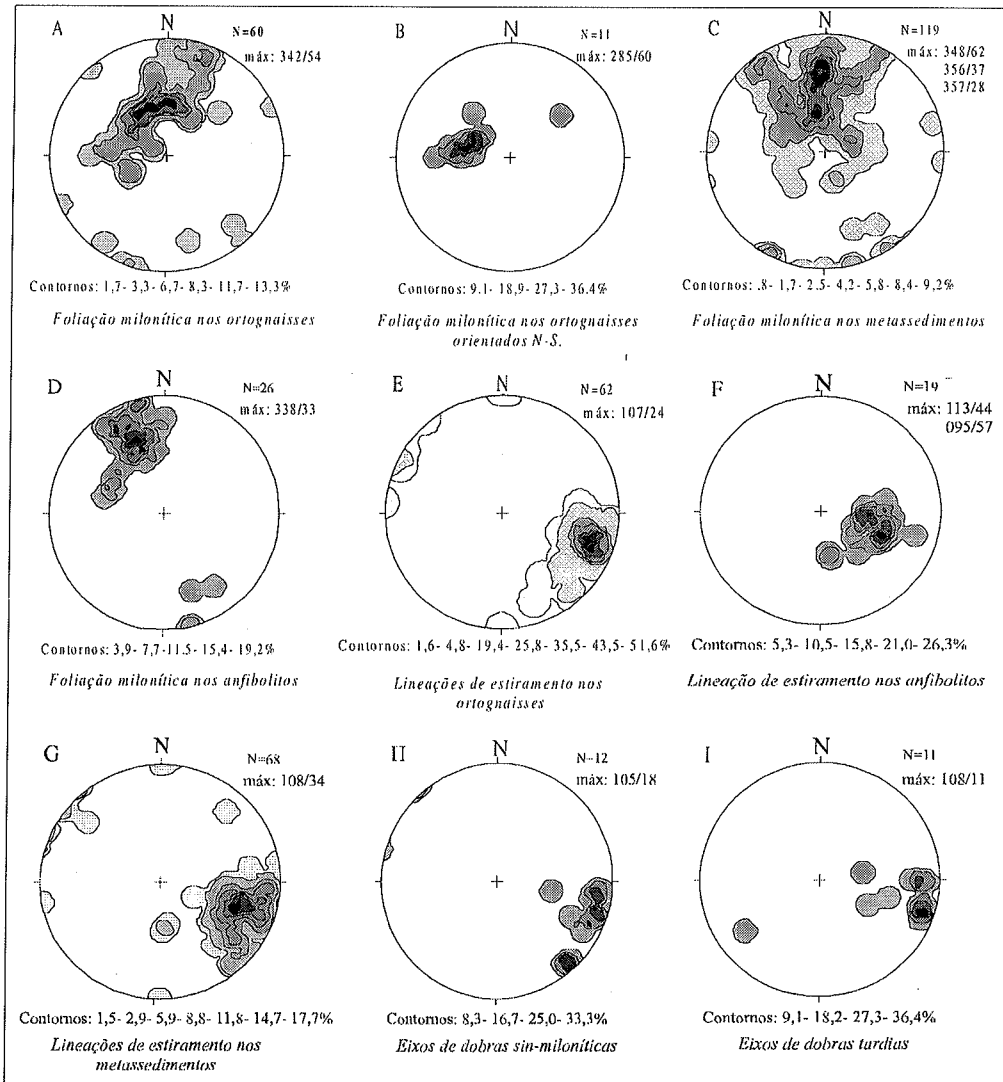 A N N=60
máx: 342/54
B N N=11
máx: 285/60
C N N=119
máx: 348/62
356/37
357/28
Contornos: 1,7- 3,3- 6,7- 8,3- 11,7- 13,3%
Foliação milonítica nos ortognaisses
Contornos: 9.1- 18,9- 27,3- 36.4%
Foliação milonítica nos ortognaisses
orientados N-S.
Contornos: .8- 1,7- 2.5- 4,2- 5,8- 8,4- 9,2%
Foliação milonítica nos metassedimentos
D N N=26
máx: 338/33
E N N=62
máx: 107/24
F N N=19
máx: 113/44
095/57
Contornos: 3,9- 7,7- 11.5- 15,4- 19,2%
Foliação milonítica nos anfibolitos
Contornos: 1,6- 4,8- 19,4- 25,8- 35,5- 43,5- 51,6%
Lineações de estiramento nos
ortognaisses
Contornos: 5,3- 10,5- 15,8- 21,0- 26,3%
Lineação de estiramento nos anfibolitos
G N N=68
máx: 108/34
H N N=12
máx: 105/18
I N N=11
máx: 108/11
Contornos: 1,5- 2,9- 5,9- 8,8- 11,8- 14,7- 17,7%
Lineações de estiramento nos
metassedimentos
Contornos: 8,3- 16,7- 25,0- 33,3%
Eixos de dobras sin-miloníticas
Contornos: 9,1- 18,2- 27,3- 36,4%
Eixos de dobras tardias